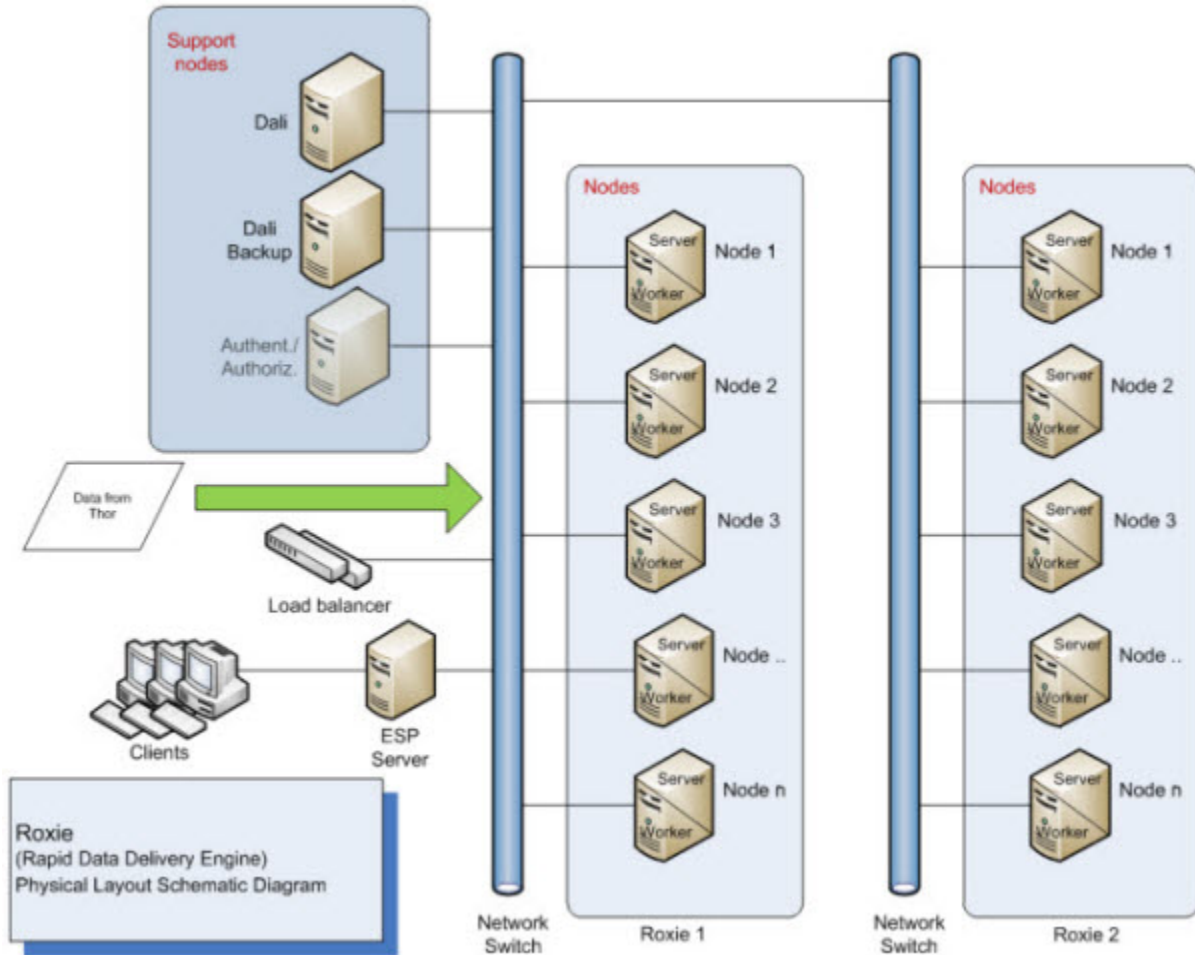 Support
nodes
Dali
Dali
Backup
Authent./
Authoriz.
Data from
Thor
Load balancer
Clients
ESP
Server
Roxie
(Rapid Data Delivery Engine)
Physical Layout Schematic Diagram
Network
Switch
Nodes
Server
Worker
Node 1
Server
Worker
Node 2
Server
Worker
Node 3
Server
Worker
Node ..
Server
Worker
Node n
Roxie 1
Network
Switch
Nodes
Server
Worker
Node 1
Server
Worker
Node 2
Server
Worker
Node 3
Server
Worker
Node ..
Server
Worker
Node n
Roxie 2